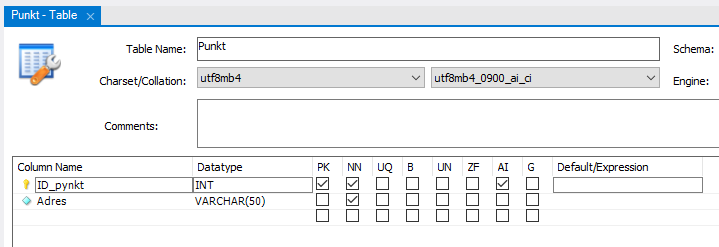 Punkt - Table ×
Table Name: Punkt Schema:
Charset/Collation: utf8mb4 utf8mb4_0900_ai_ci Engine:
Comments:
Column Name Datatype PK NN UQ B UN ZF AI G Default/Expression
ID_pynkt INT
Adres VARCHAR(50)